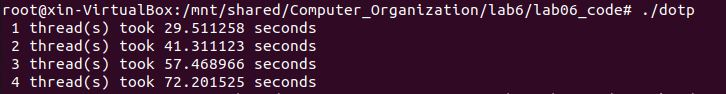 root@xin-VirtualBox:/mnt/shared/Computer_Organization/lab6/lab06_code# ./dotp
1 thread(s) took 29.511258 seconds
2 thread(s) took 41.311123 seconds
3 thread(s) took 57.468966 seconds
4 thread(s) took 72.201525 seconds